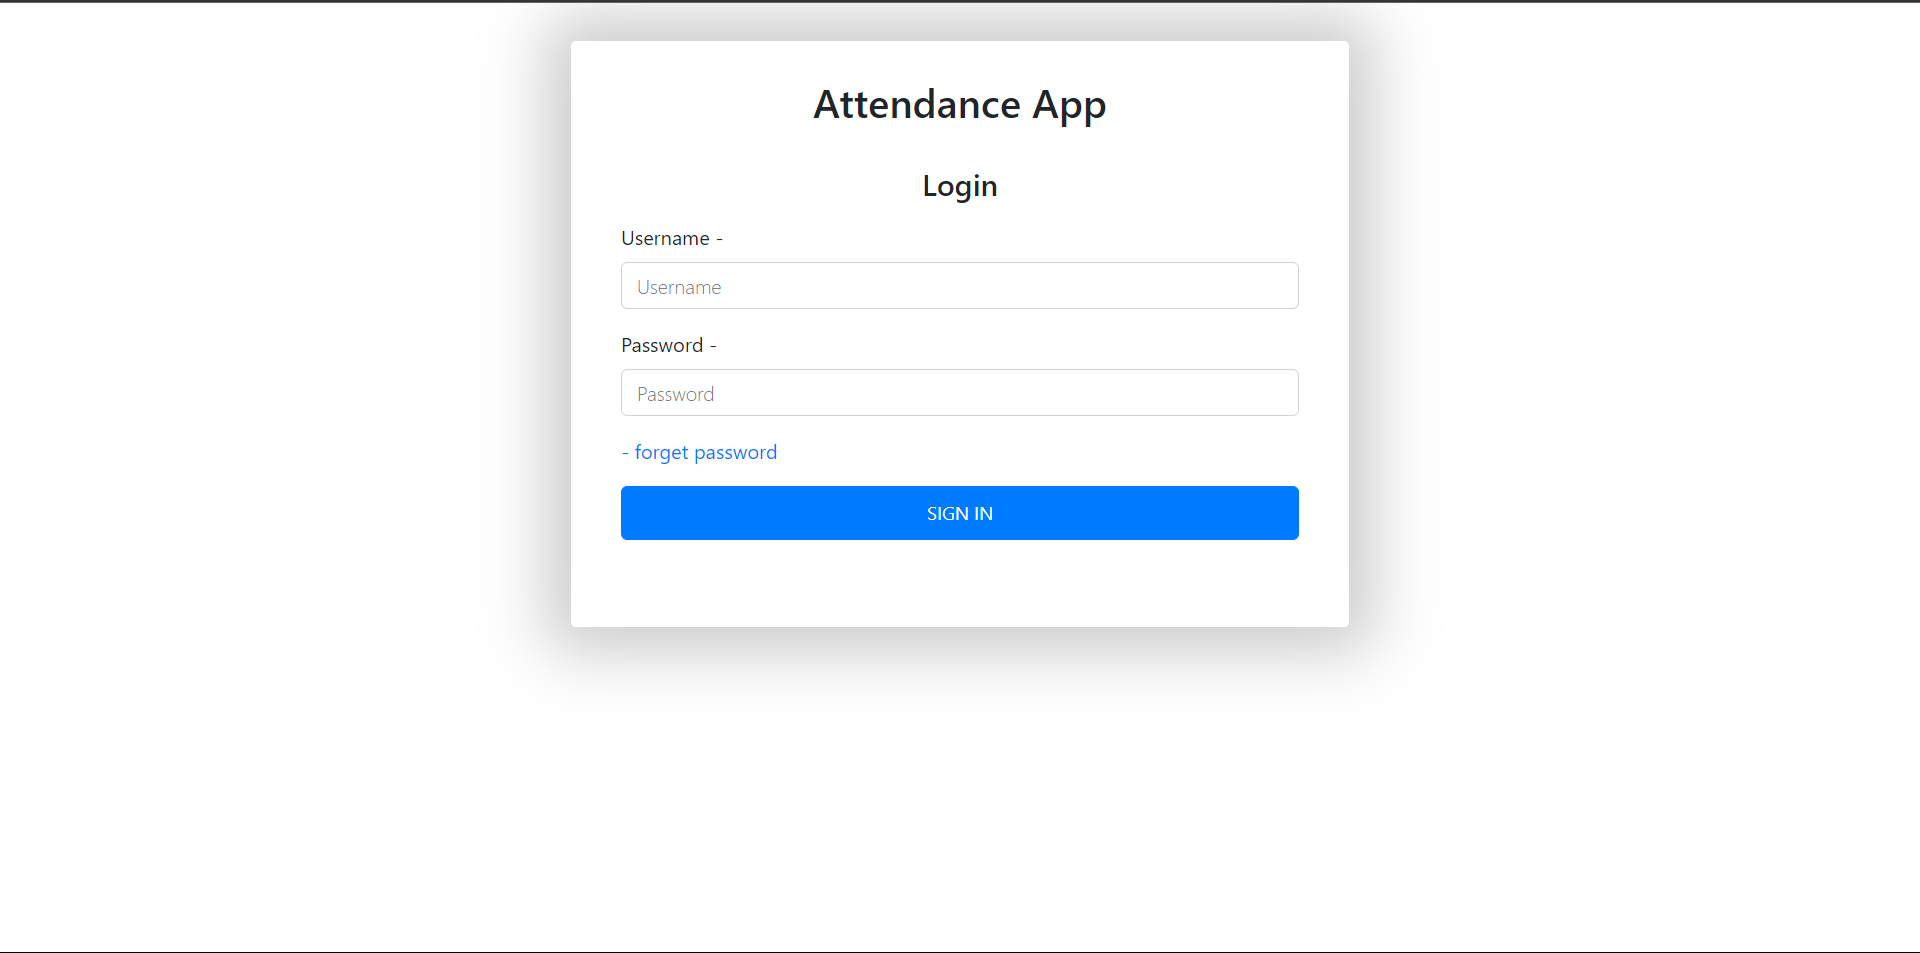 Attendance App
Login
Username -
Username
Password -
Password
- forget password
SIGN IN